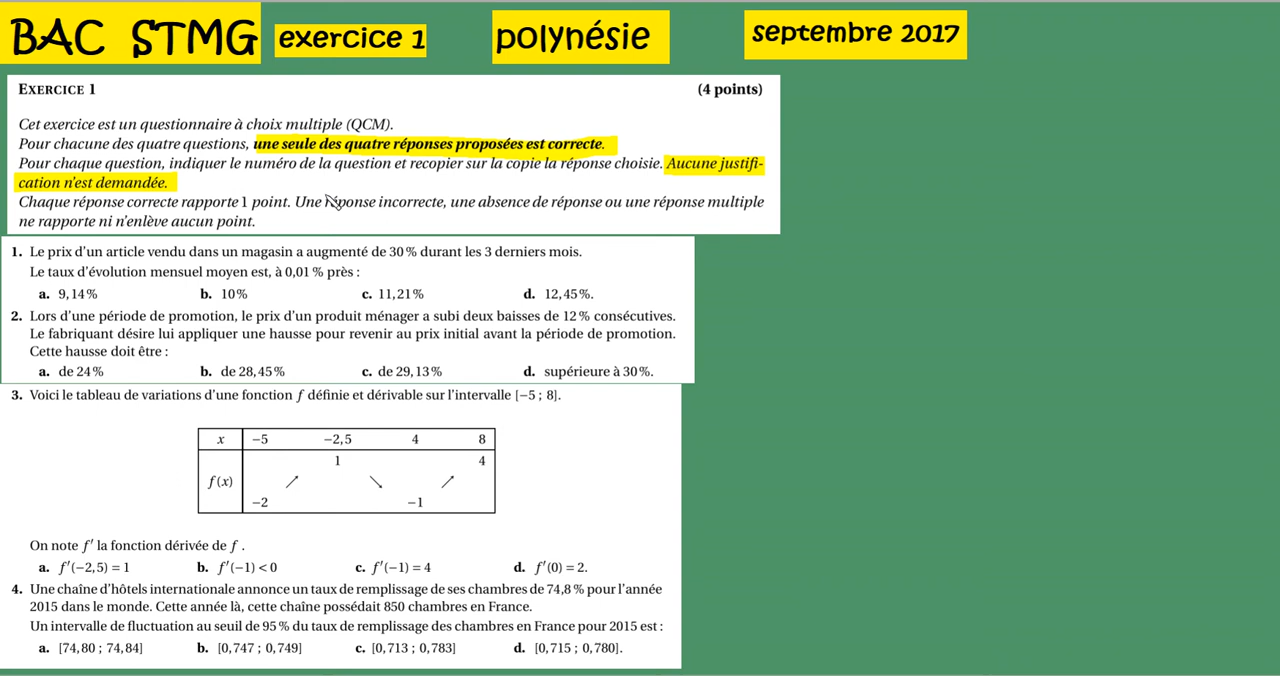 BAC STMG exercice 1 polynésie septembre 2017
EXERCICE 1 (4 points)
Cet exercice est un questionnaire à choix multiple (QCM).
Pour chacune des quatre questions, une seule des quatre réponses proposées est correcte.
Pour chaque question, indiquer le numéro de la question et recopier sur la copie la réponse choisie. Aucune justifi-
cation n'est demandée.
Chaque réponse correcte rapporte 1 point. Une réponse incorrecte, une absence de réponse ou une réponse multiple
ne rapporte ni n'enlève aucun point.
1. Le prix d'un article vendu dans un magasin a augmenté de 30 % durant les 3 derniers mois.
Le taux d'évolution mensuel moyen est, à 0,01 % près :
a. 9,14 % b. 10 % c. 11,21 % d. 12,45 %.
2. Lors d'une période de promotion, le prix d'un produit ménager a subi deux baisses de 12 % consécutives.
Le fabriquant désire lui appliquer une hausse pour revenir au prix initial avant la période de promotion.
Cette hausse doit être :
a. de 24 % b. de 28,45 % c. de 29,13 % d. supérieure à 30 %.
3. Voici le tableau de variations d'une fonction f définie et dérivable sur l'intervalle [−5 ; 8].
x −5 −2,5 4 8
1 4
f(x) ↗ ↘ ↗
−2 −1
On note f′ la fonction dérivée de f .
a. f′(−2,5) = 1 b. f′(−1) < 0 c. f′(−1) = 4 d. f′(0) = 2.
4. Une chaîne d'hôtels internationale annonce un taux de remplissage de ses chambres de 74,8 % pour l'année
2015 dans le monde. Cette année là, cette chaîne possédait 850 chambres en France.
Un intervalle de fluctuation au seuil de 95 % du taux de remplissage des chambres en France pour 2015 est :
a. [74,80 ; 74,84] b. [0,747 ; 0,749] c. [0,713 ; 0,783] d. [0,715 ; 0,780].